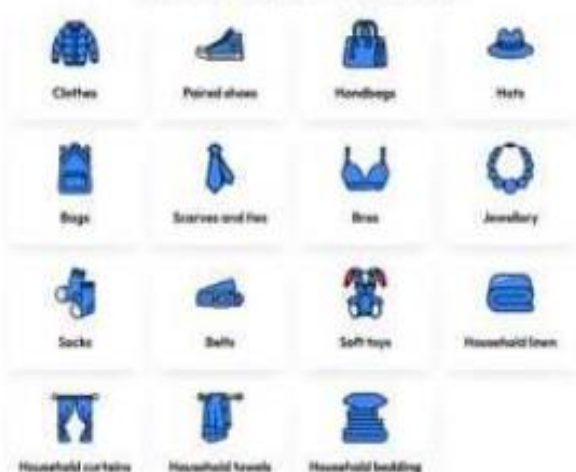 Clothes
Paired shoes
Handbags
Hats
Bags
Scarves and ties
Bras
Jewellery
Socks
Belts
Soft toys
Household linen
Household curtains
Household towels
Household bedding